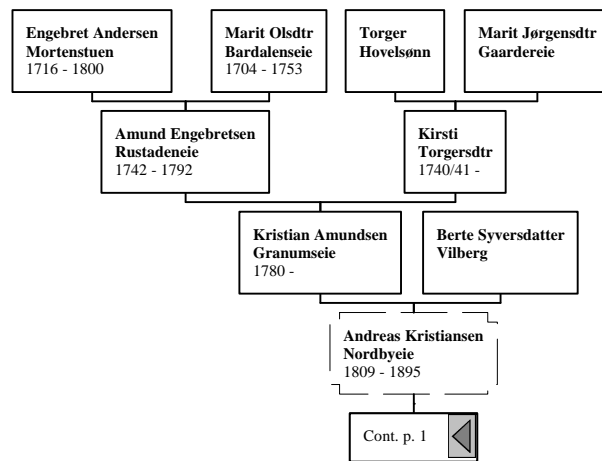 Engebret Andersen
Mortenstuen
1716 - 1800
Marit Olsdtr
Bardalenseie
1704 - 1753
Torger
Hovelsønn
Marit Jørgensdtr
Gaardereie
Amund Engebretsen
Rustadeneie
1742 - 1792
Kirsti
Torgersdtr
1740/41 -
Kristian Amundsen
Granumseie
1780 -
Berte Syversdatter
Vilberg
Andreas Kristiansen
Nordbyeie
1809 - 1895
Cont. p. 1